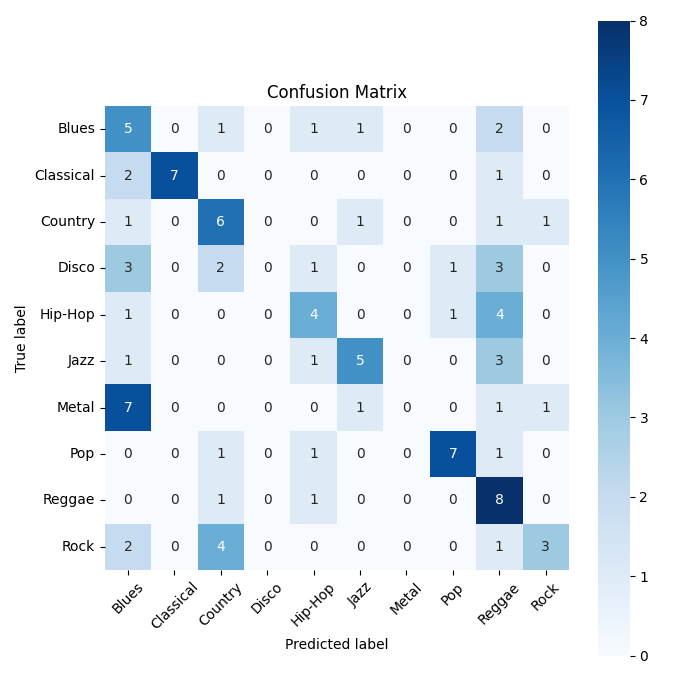 Confusion Matrix
Blues 5 0 1 0 1 1 0 0 2 0
Classical 2 7 0 0 0 0 0 0 1 0
Country 1 0 6 0 0 1 0 0 1 1
Disco 3 0 2 0 1 0 0 1 3 0
Hip-Hop 1 0 0 0 4 0 0 1 4 0
Jazz 1 0 0 0 1 5 0 0 3 0
Metal 7 0 0 0 0 1 0 0 1 1
Pop 0 0 1 0 1 0 0 7 1 0
Reggae 0 0 1 0 1 0 0 0 8 0
Rock 2 0 4 0 0 0 0 0 1 3
Blues Classical Country Disco Hip-Hop Jazz Metal Pop Reggae Rock
Predicted label
True label
8
7
6
5
4
3
2
1
0